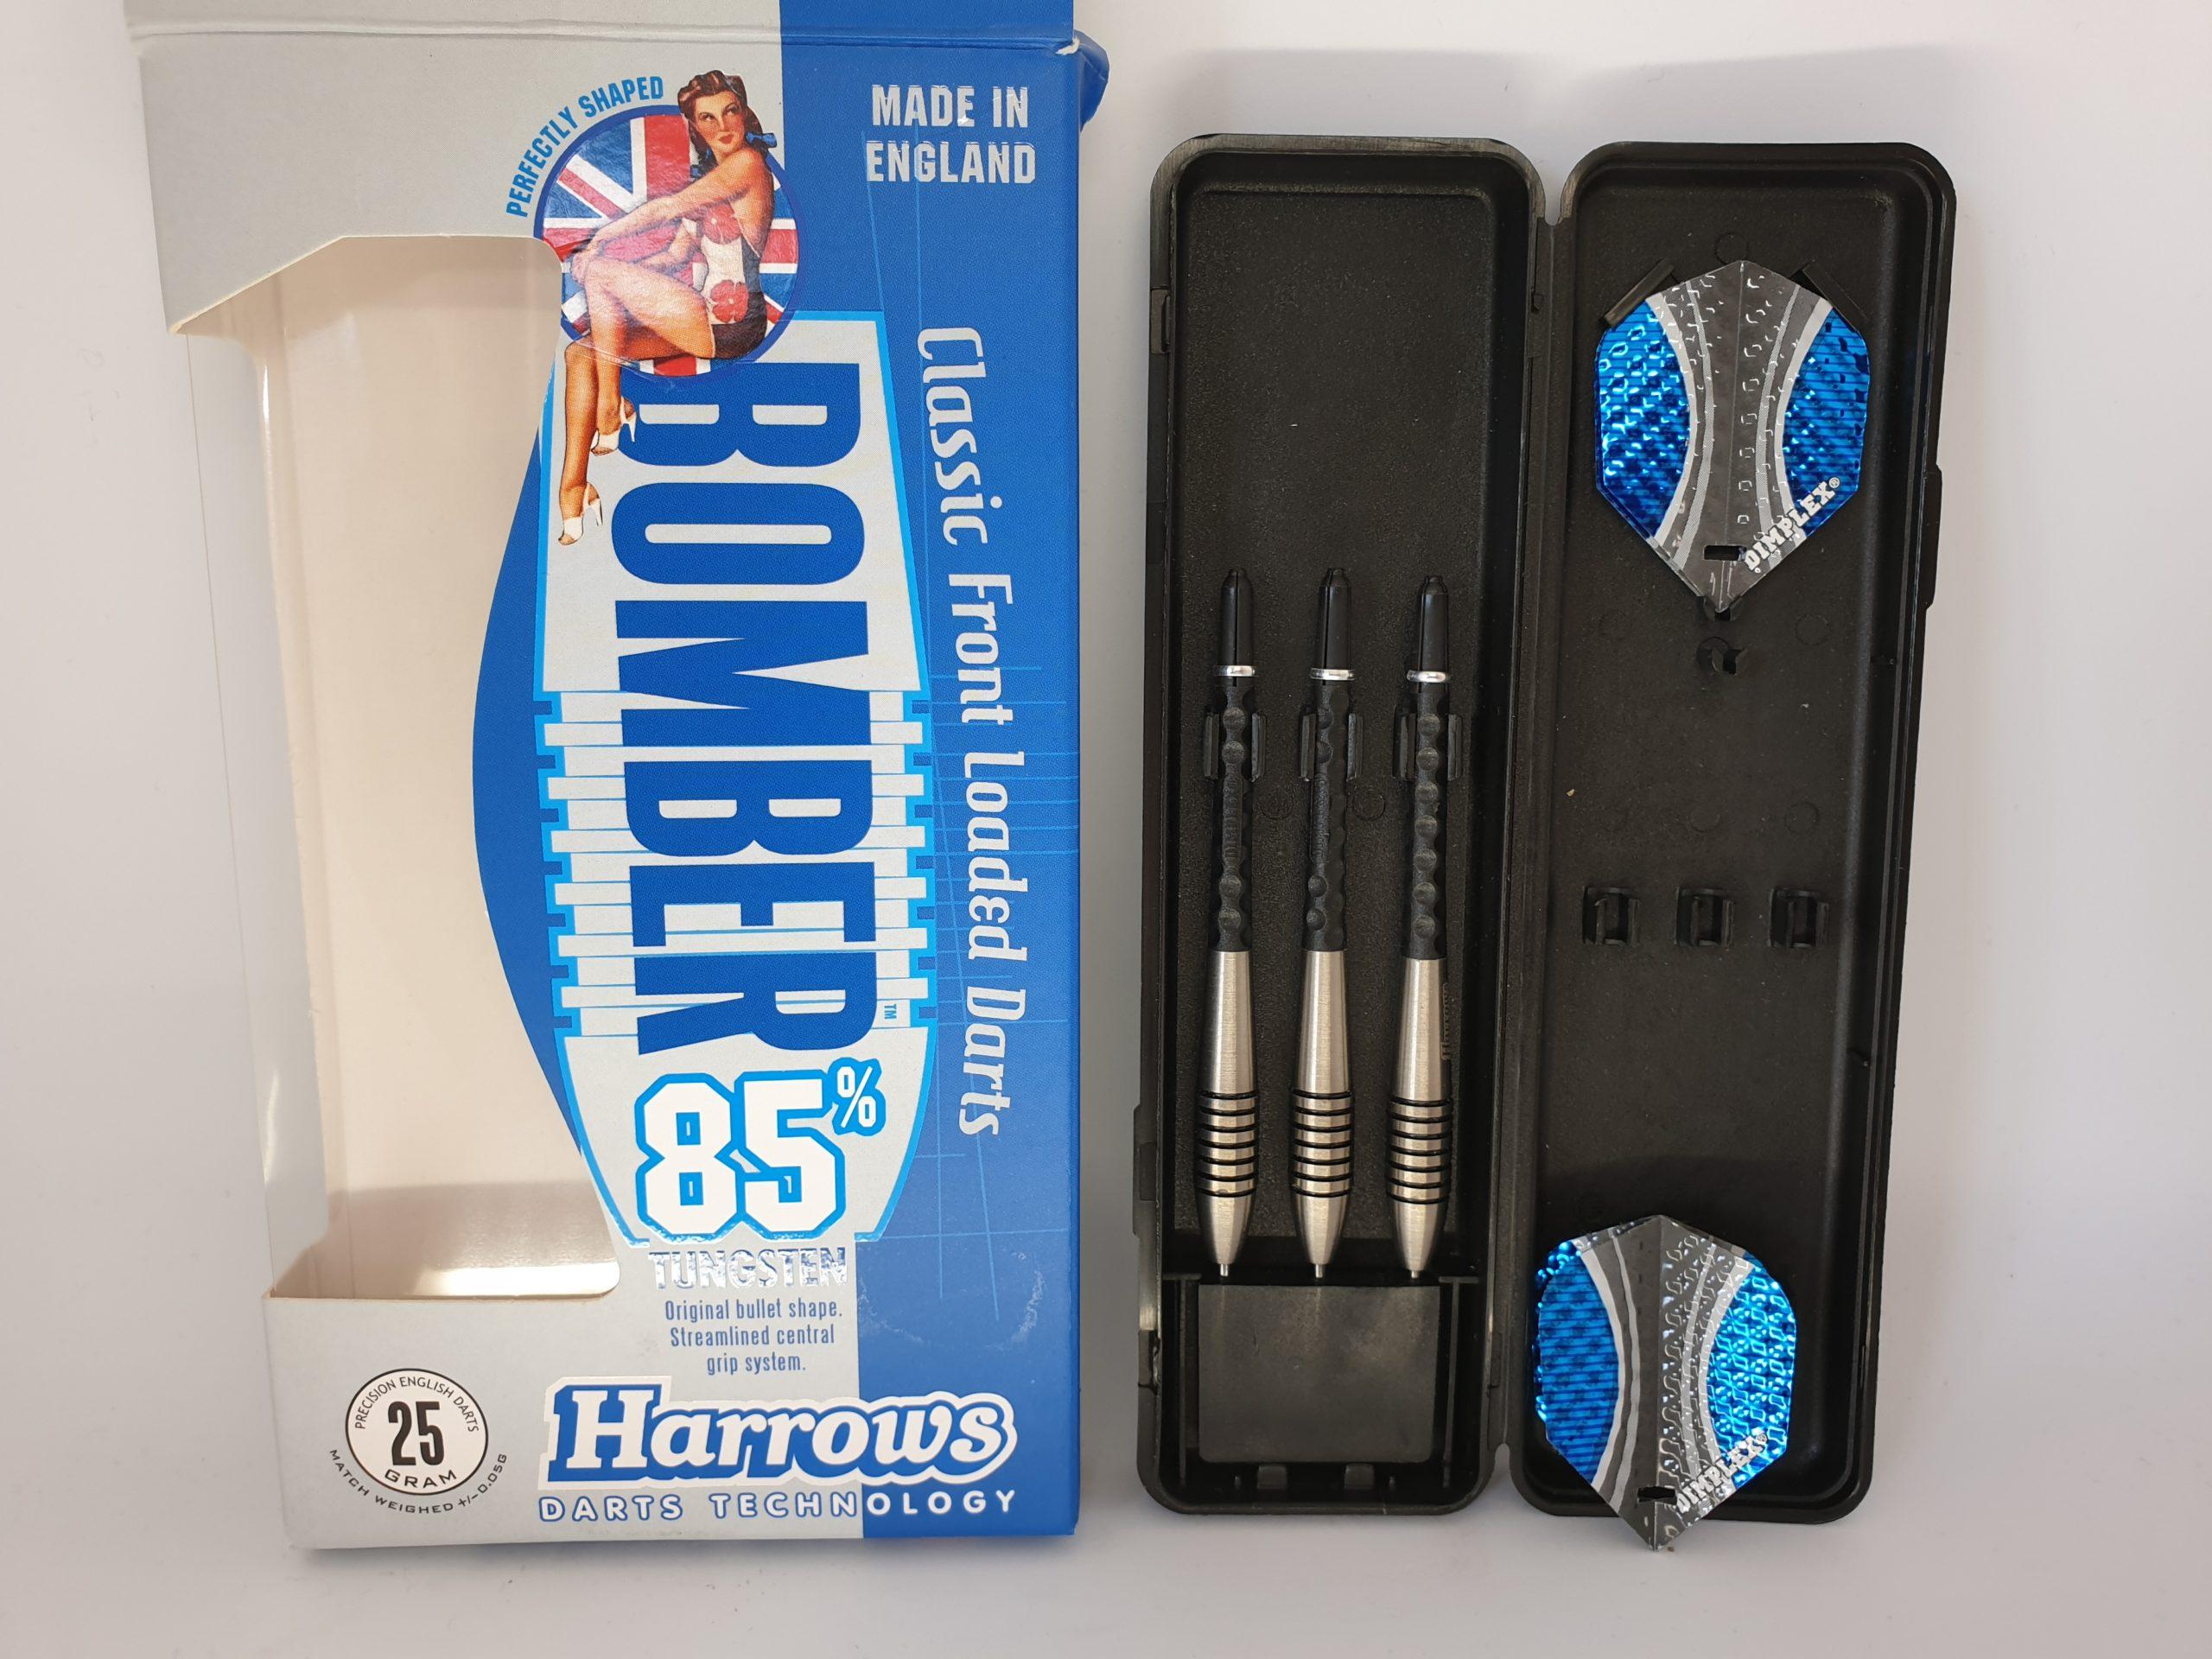 PERFECTLY SHAPED
MADE IN
ENGLAND
Classic Front Loaded Darts
BOMBER™
85%
TUNGSTEN
Original bullet shape.
Streamlined central
grip system.
PRECISION ENGLISH DARTS
25
GRAM
MATCH WEIGHED +/-0.05G
Harrows
DARTS TECHNOLOGY
DIMPLEX®
DIMPLEX®